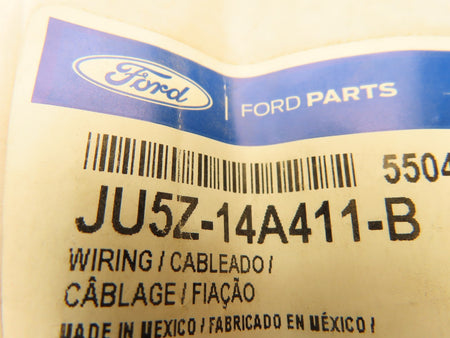 Ford | FORD PARTS
5504
JU5Z-14A411-B
WIRING / CABLEADO /
CÂBLAGE / FIAÇÃO
MADE IN MEXICO / FABRICADO EN MÉXICO /